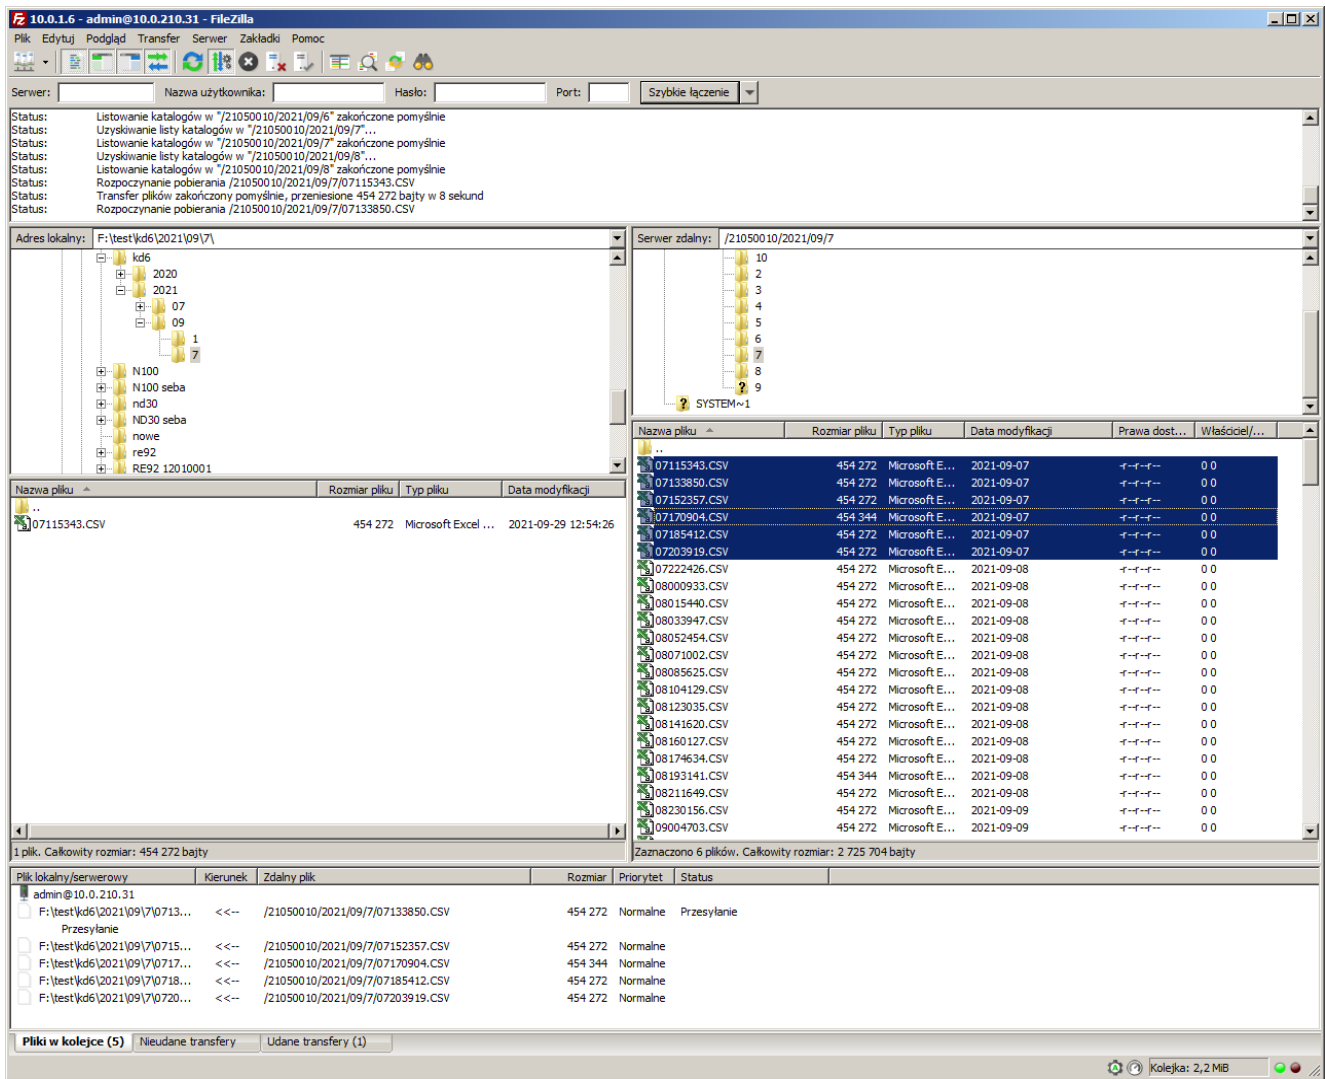 10.0.1.6 - admin@10.0.210.31 - FileZilla
Plik Edytuj Podgląd Transfer Serwer Zakładki Pomoc
Serwer: Nazwa użytkownika: Hasło: Port: Szybkie łączenie
Status: Listowanie katalogów w "/21050010/2021/09/6" zakończone pomyślnie
Status: Uzyskiwanie listy katalogów w "/21050010/2021/09/7"...
Status: Listowanie katalogów w "/21050010/2021/09/7" zakończone pomyślnie
Status: Uzyskiwanie listy katalogów w "/21050010/2021/09/8"...
Status: Listowanie katalogów w "/21050010/2021/09/8" zakończone pomyślnie
Status: Rozpoczynanie pobierania /21050010/2021/09/7/07115343.CSV
Status: Transfer plików zakończony pomyślnie, przeniesione 454 272 bajty w 8 sekund
Status: Rozpoczynanie pobierania /21050010/2021/09/7/07133850.CSV
Adres lokalny: F:\test\kd6\2021\09\7\
kd6
2020
2021
07
09
1
7
N100
N100 seba
nd30
ND30 seba
nowe
re92
RE92 12010001
Nazwa pliku Rozmiar pliku Typ pliku Data modyfikacji
..
07115343.CSV 454 272 Microsoft Excel ... 2021-09-29 12:54:26
1 plik. Całkowity rozmiar: 454 272 bajty
Serwer zdalny: /21050010/2021/09/7
10
2
3
4
5
6
7
8
? 9
? SYSTEM~1
Nazwa pliku Rozmiar pliku Typ pliku Data modyfikacji Prawa dost... Właściciel/...
..
07115343.CSV 454 272 Microsoft E... 2021-09-07 -r--r--r-- 0 0
07133850.CSV 454 272 Microsoft E... 2021-09-07 -r--r--r-- 0 0
07152357.CSV 454 272 Microsoft E... 2021-09-07 -r--r--r-- 0 0
07170904.CSV 454 344 Microsoft E... 2021-09-07 -r--r--r-- 0 0
07185412.CSV 454 272 Microsoft E... 2021-09-07 -r--r--r-- 0 0
07203919.CSV 454 272 Microsoft E... 2021-09-07 -r--r--r-- 0 0
07222426.CSV 454 272 Microsoft E... 2021-09-08 -r--r--r-- 0 0
08000933.CSV 454 272 Microsoft E... 2021-09-08 -r--r--r-- 0 0
08015440.CSV 454 272 Microsoft E... 2021-09-08 -r--r--r-- 0 0
08033947.CSV 454 272 Microsoft E... 2021-09-08 -r--r--r-- 0 0
08052454.CSV 454 272 Microsoft E... 2021-09-08 -r--r--r-- 0 0
08071002.CSV 454 272 Microsoft E... 2021-09-08 -r--r--r-- 0 0
08085625.CSV 454 272 Microsoft E... 2021-09-08 -r--r--r-- 0 0
08104129.CSV 454 272 Microsoft E... 2021-09-08 -r--r--r-- 0 0
08123035.CSV 454 272 Microsoft E... 2021-09-08 -r--r--r-- 0 0
08141620.CSV 454 272 Microsoft E... 2021-09-08 -r--r--r-- 0 0
08160127.CSV 454 272 Microsoft E... 2021-09-08 -r--r--r-- 0 0
08174634.CSV 454 272 Microsoft E... 2021-09-08 -r--r--r-- 0 0
08193141.CSV 454 344 Microsoft E... 2021-09-08 -r--r--r-- 0 0
08211649.CSV 454 272 Microsoft E... 2021-09-08 -r--r--r-- 0 0
08230156.CSV 454 272 Microsoft E... 2021-09-09 -r--r--r-- 0 0
09004703.CSV 454 272 Microsoft E... 2021-09-09 -r--r--r-- 0 0
Zaznaczono 6 plików. Całkowity rozmiar: 2 725 704 bajty
Plik lokalny/serwerowy Kierunek Zdalny plik Rozmiar Priorytet Status
admin@10.0.210.31
F:\test\kd6\2021\09\7\0713... <<-- /21050010/2021/09/7/07133850.CSV 454 272 Normalne Przesyłanie
Przesyłanie
F:\test\kd6\2021\09\7\0715... <<-- /21050010/2021/09/7/07152357.CSV 454 272 Normalne
F:\test\kd6\2021\09\7\0717... <<-- /21050010/2021/09/7/07170904.CSV 454 344 Normalne
F:\test\kd6\2021\09\7\0718... <<-- /21050010/2021/09/7/07185412.CSV 454 272 Normalne
F:\test\kd6\2021\09\7\0720... <<-- /21050010/2021/09/7/07203919.CSV 454 272 Normalne
Pliki w kolejce (5) Nieudane transfery Udane transfery (1)
Kolejka: 2,2 MiB